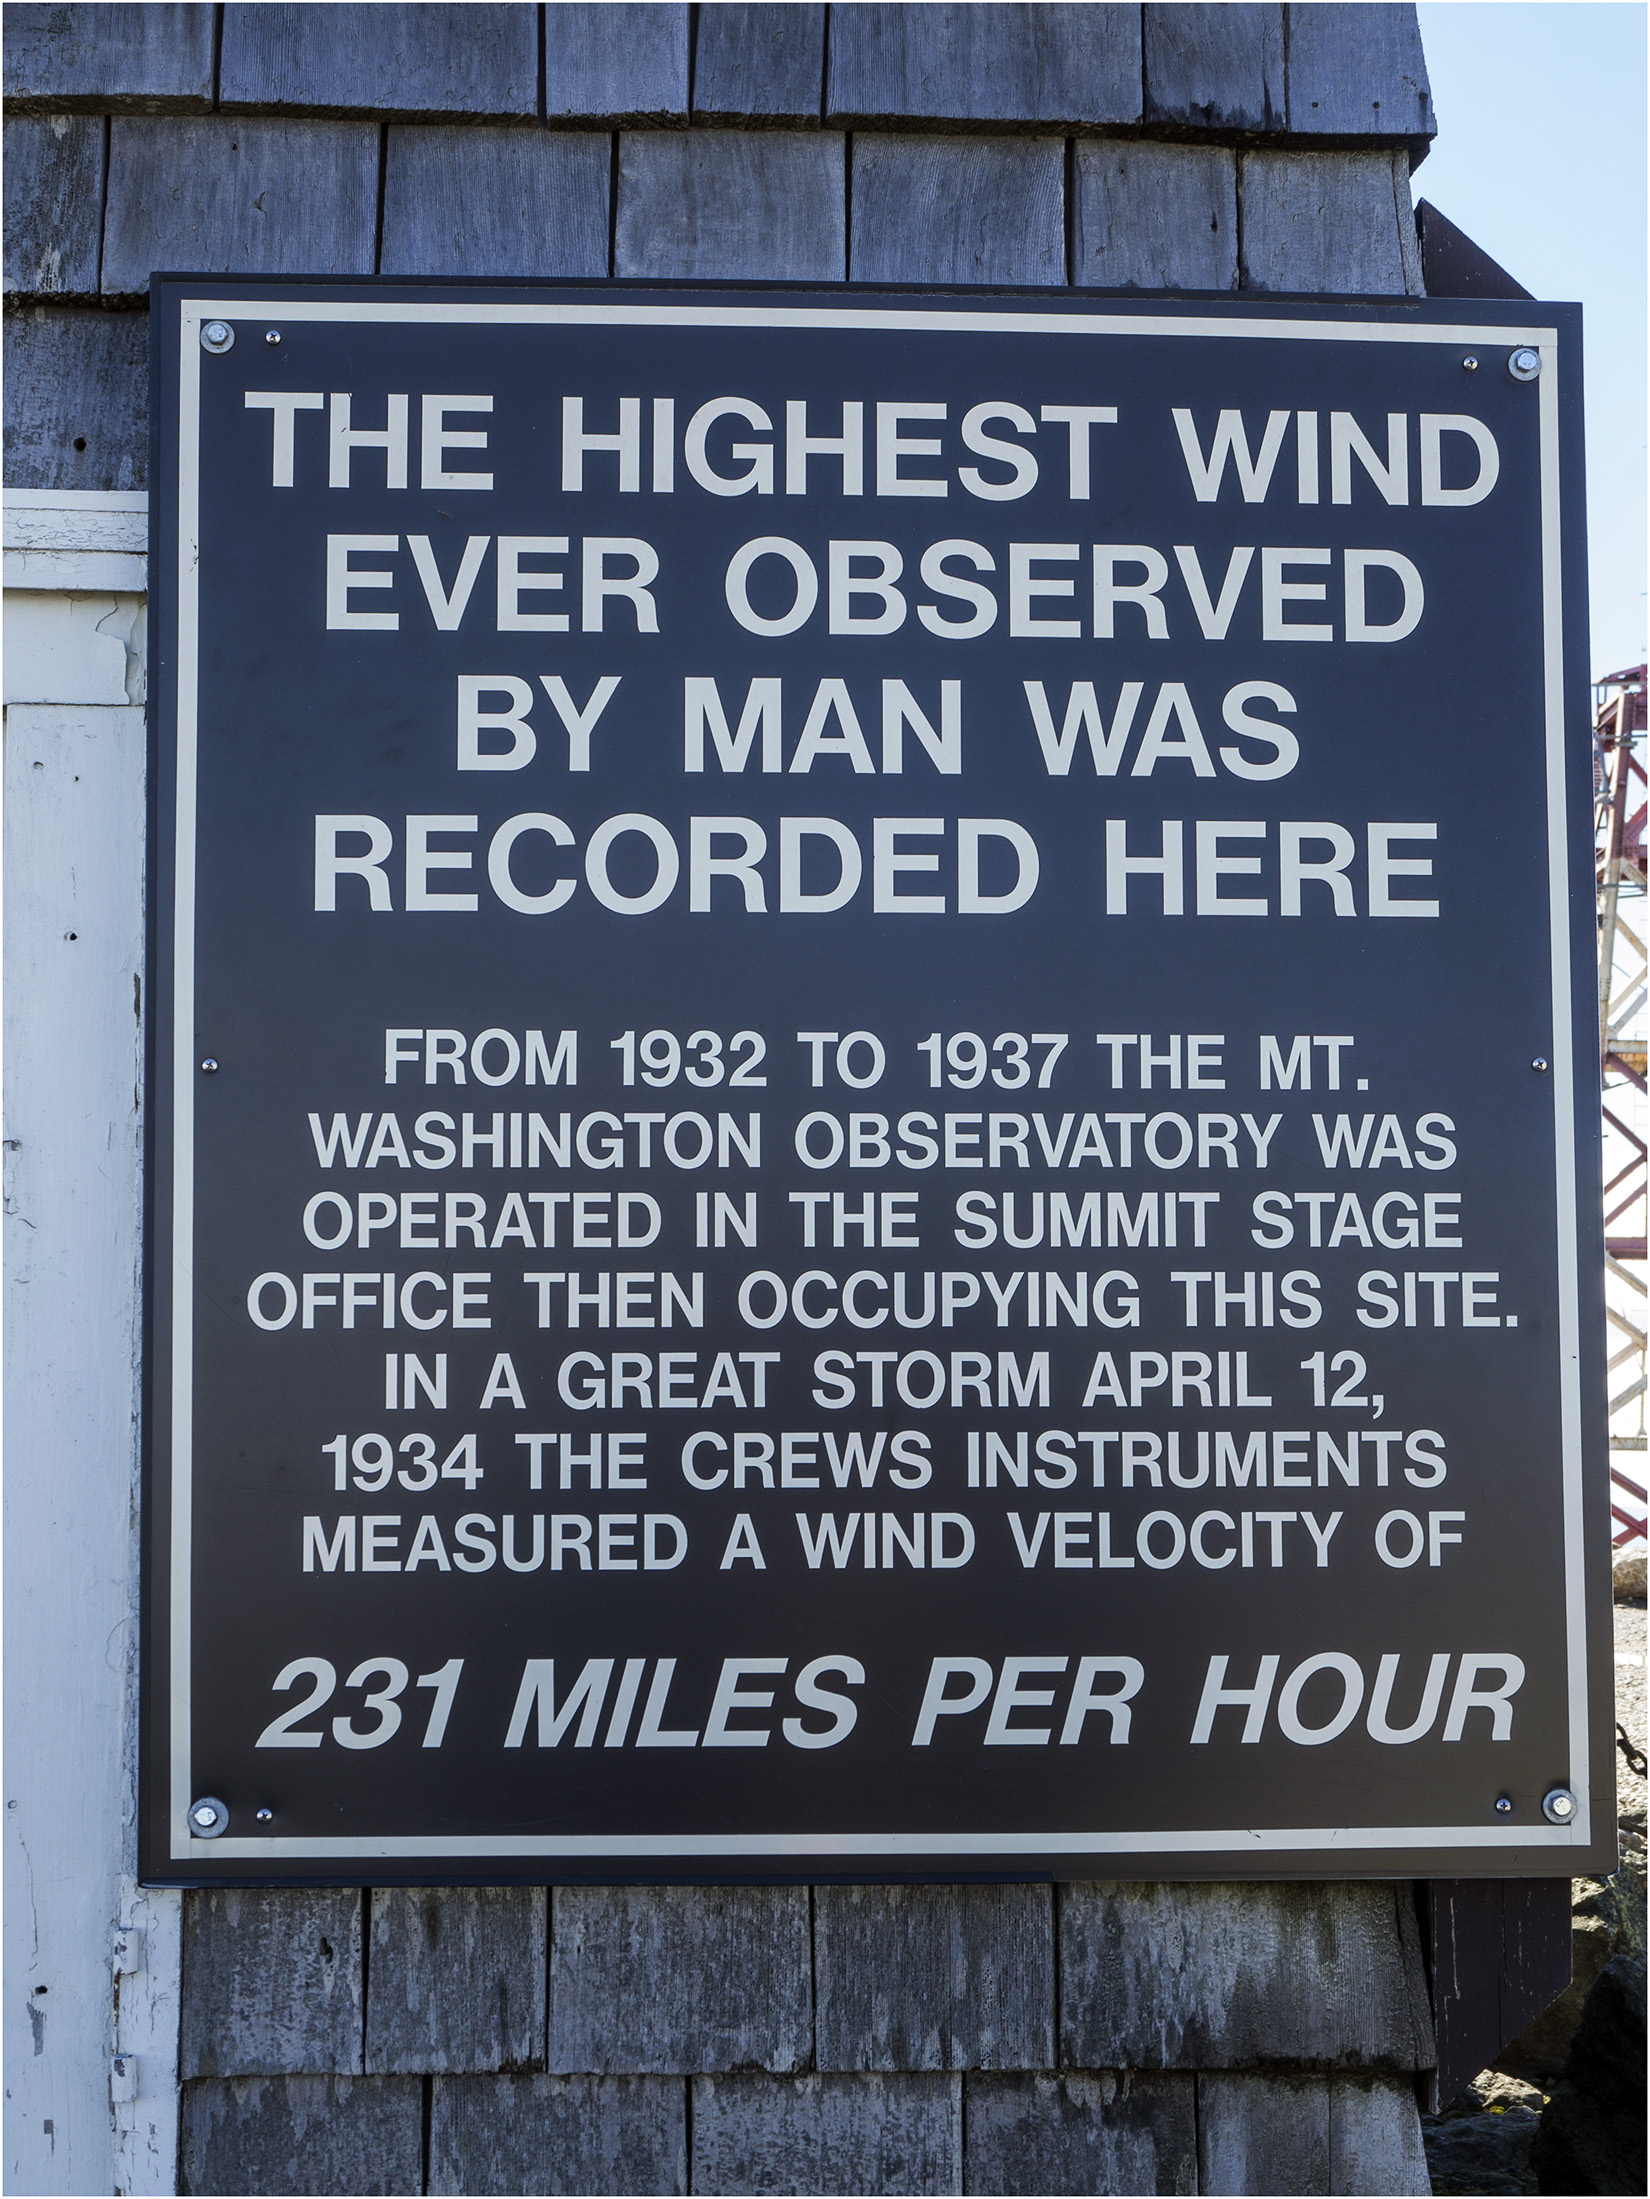 THE HIGHEST WIND
EVER OBSERVED
BY MAN WAS
RECORDED HERE
FROM 1932 TO 1937 THE MT.
WASHINGTON OBSERVATORY WAS
OPERATED IN THE SUMMIT STAGE
OFFICE THEN OCCUPYING THIS SITE.
IN A GREAT STORM APRIL 12,
1934 THE CREWS INSTRUMENTS
MEASURED A WIND VELOCITY OF
231 MILES PER HOUR